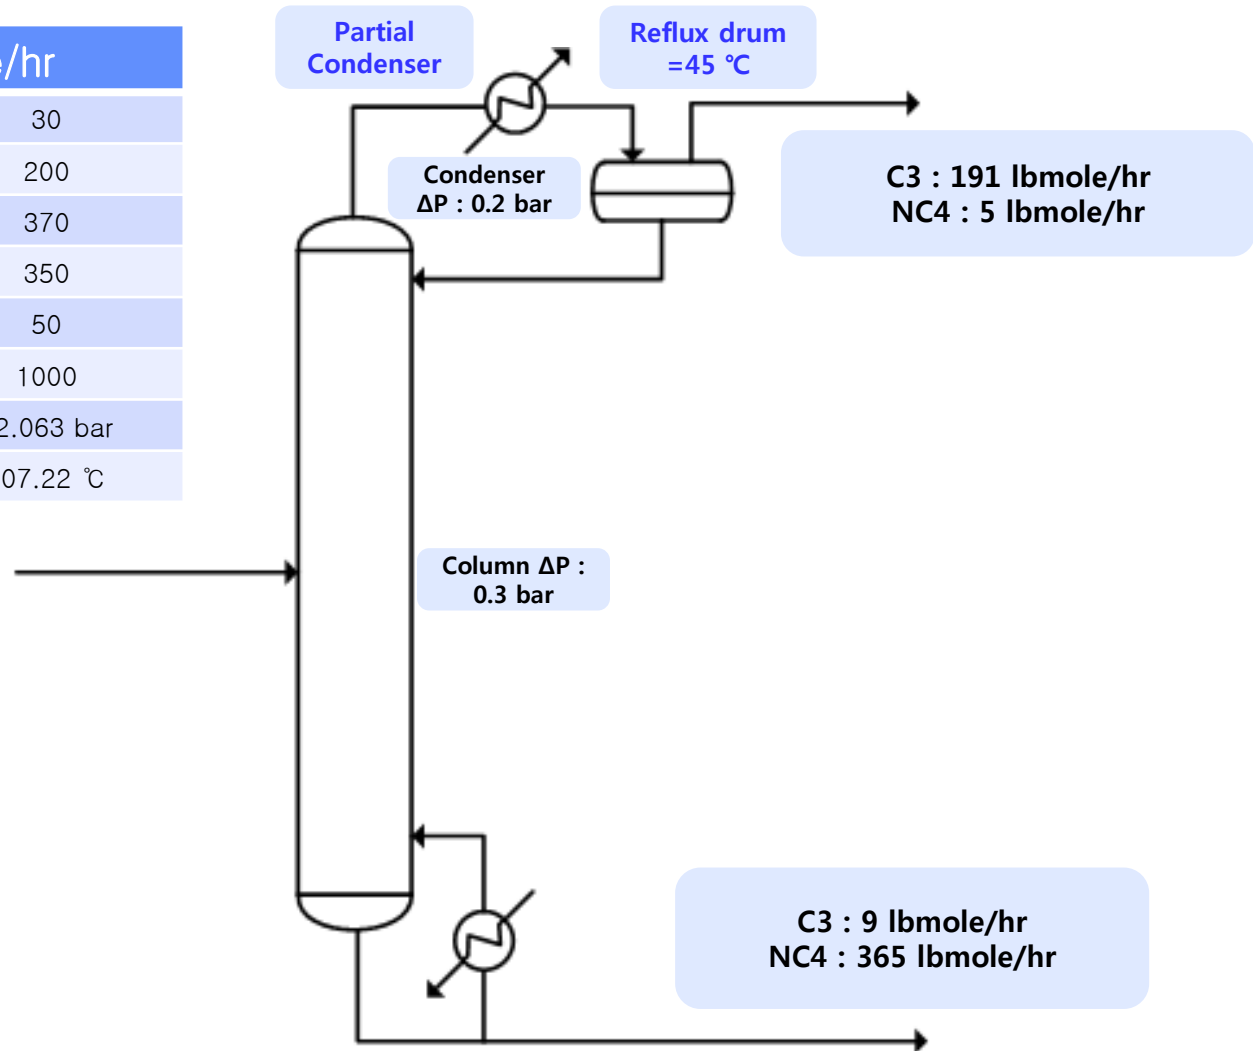 e/hr
30
200
370
350
50
1000
2.063 bar
07.22 ℃
Partial
Condenser
Reflux drum
=45 ℃
Condenser
ΔP : 0.2 bar
C3 : 191 lbmole/hr
NC4 : 5 lbmole/hr
Column ΔP :
0.3 bar
C3 : 9 lbmole/hr
NC4 : 365 lbmole/hr